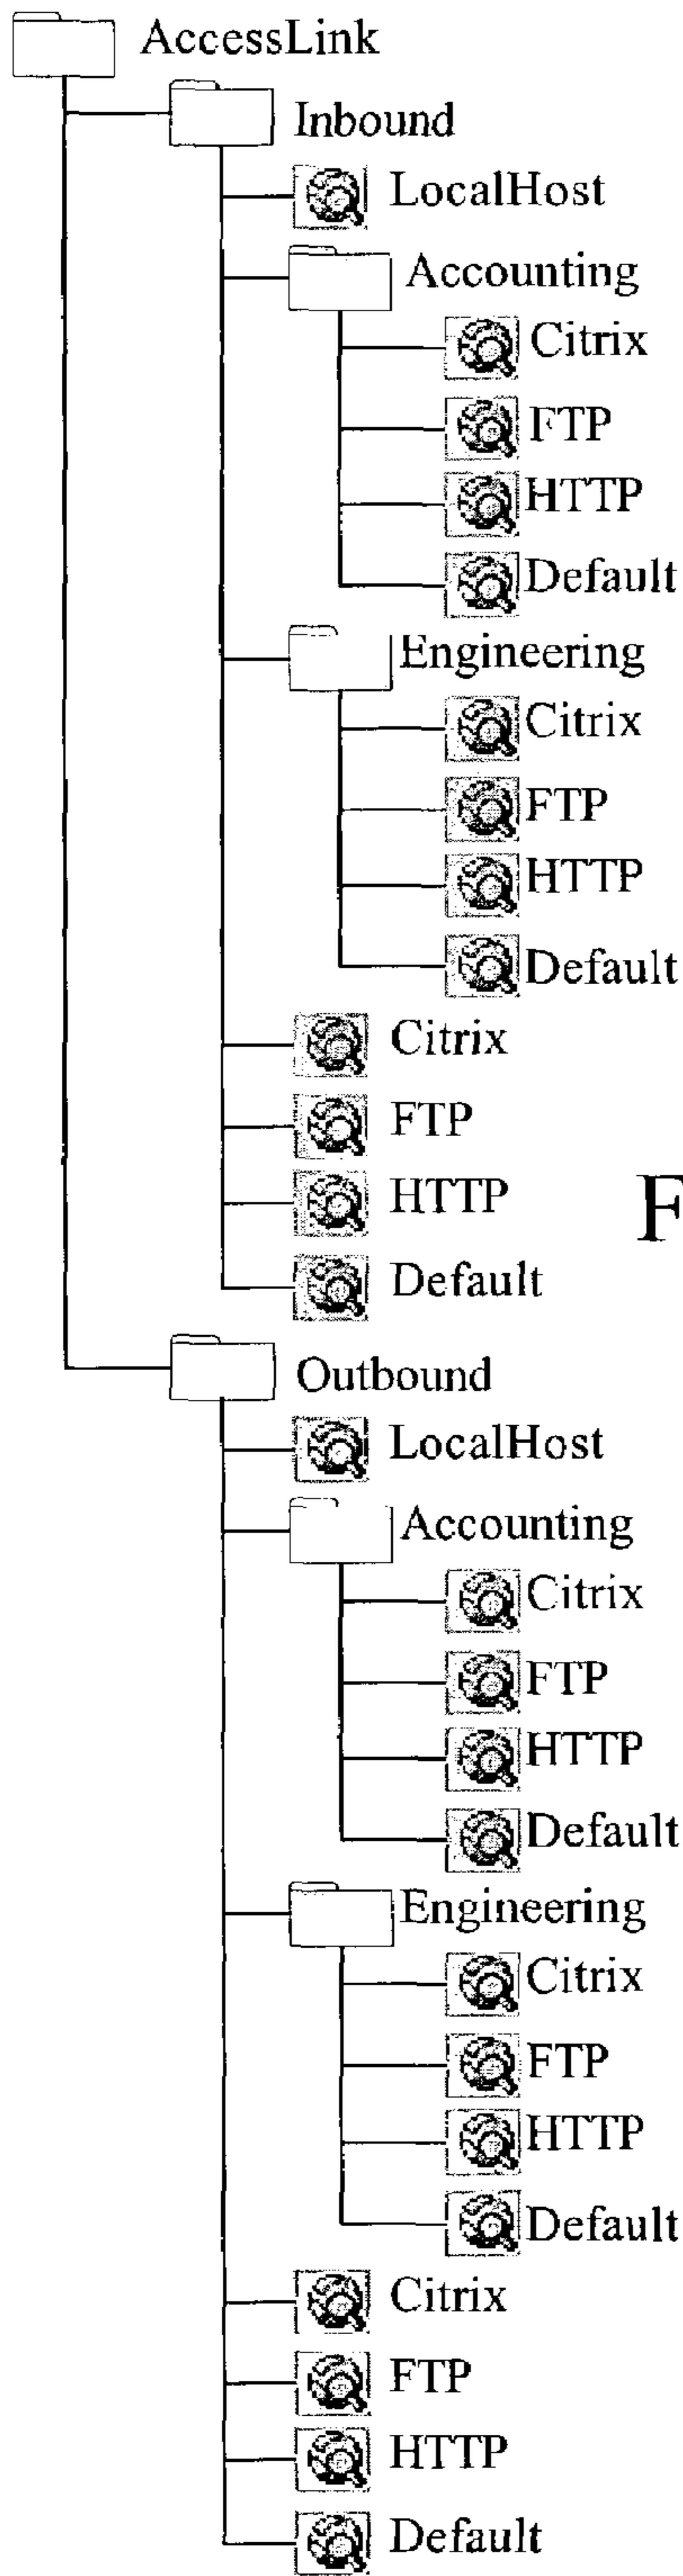 AccessLink
Inbound
LocalHost
Accounting
Citrix
FTP
HTTP
Default
Engineering
Citrix
FTP
HTTP
Default
Citrix
FTP
HTTP
F
Default
Outbound
LocalHost
Accounting
Citrix
FTP
HTTP
Default
Engineering
Citrix
FTP
HTTP
Default
Citrix
FTP
HTTP
Default